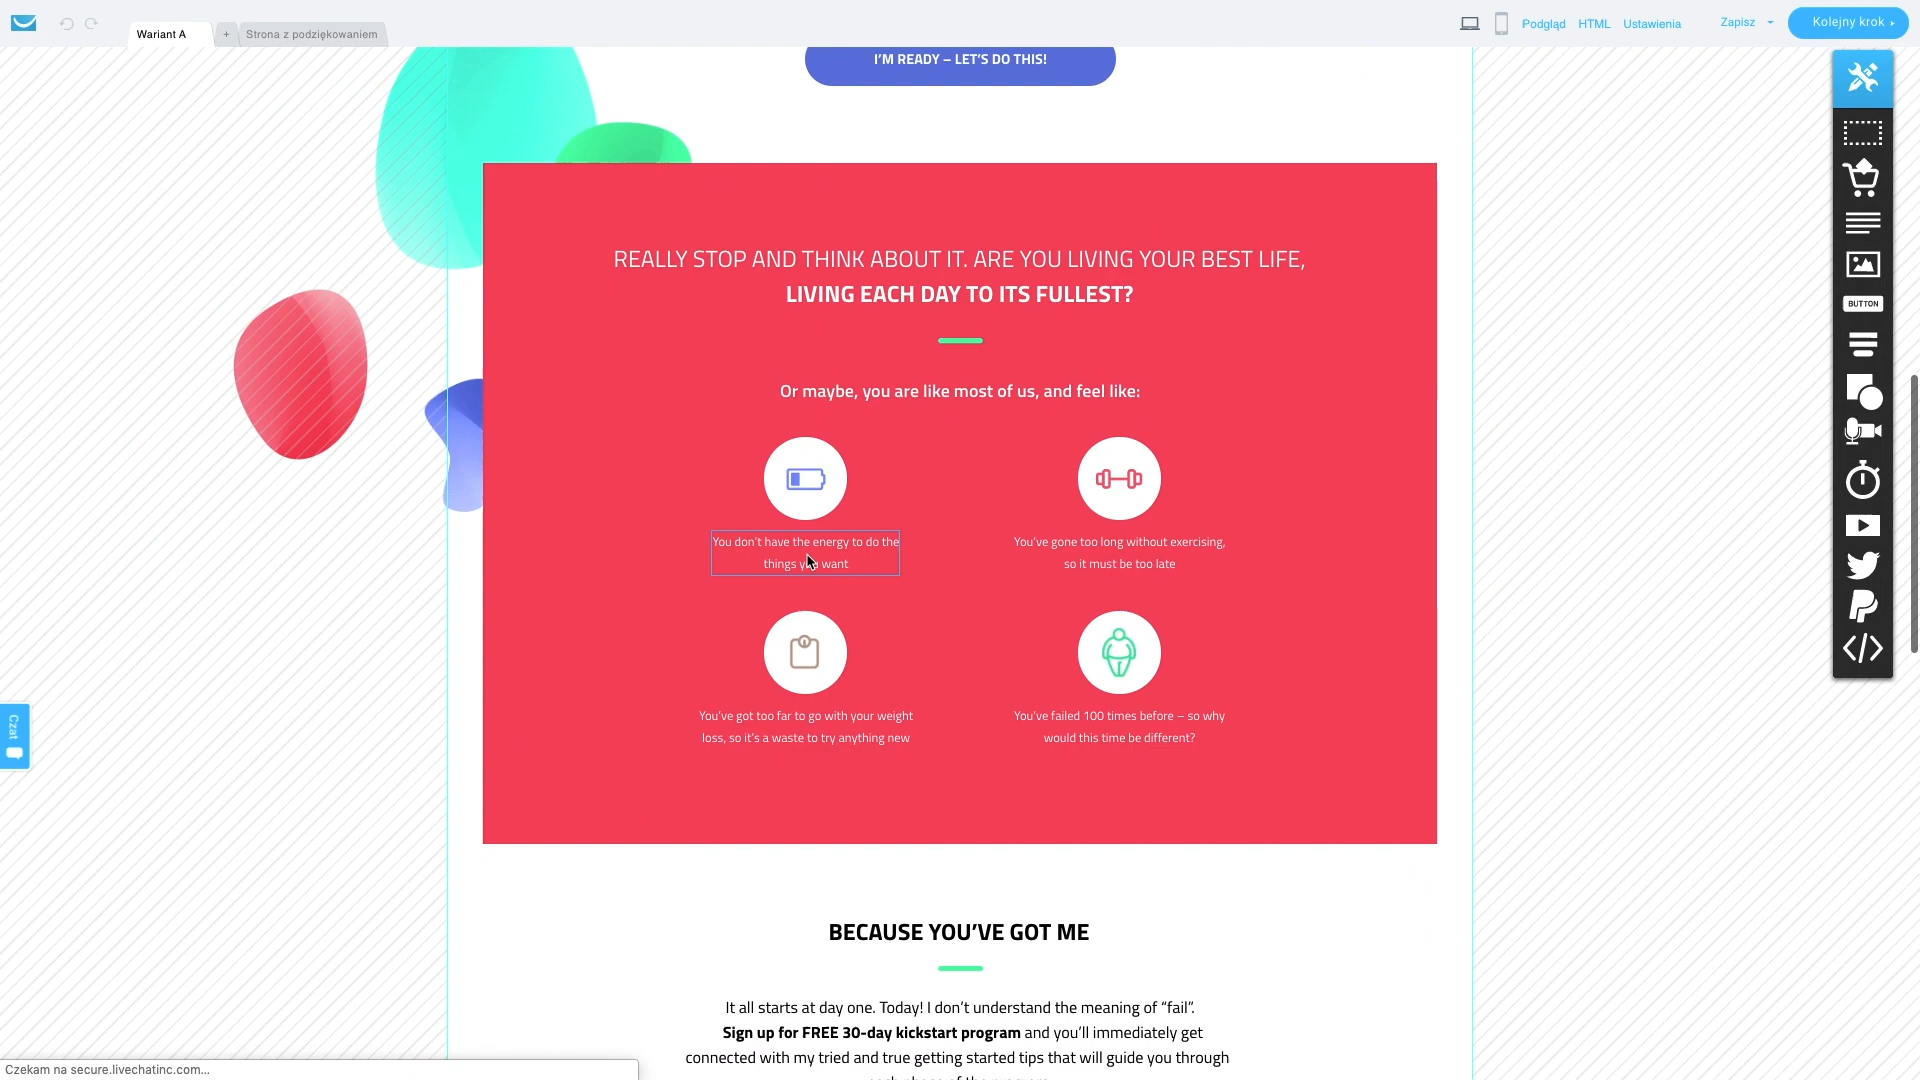 Wariant A
+
Strona z podziękowaniem
Podgląd
HTML
Ustawienia
Zapisz
Kolejny krok
I'M READY – LET'S DO THIS!
REALLY STOP AND THINK ABOUT IT. ARE YOU LIVING YOUR BEST LIFE,
LIVING EACH DAY TO ITS FULLEST?
Or maybe, you are like most of us, and feel like:
You don't have the energy to do the
things you want
You've gone too long without exercising,
so it must be too late
You've got too far to go with your weight
loss, so it's a waste to try anything new
You've failed 100 times before – so why
would this time be different?
BUTTON
Czat
BECAUSE YOU'VE GOT ME
It all starts at day one. Today! I don't understand the meaning of “fail”.
Sign up for FREE 30-day kickstart program and you'll immediately get
connected with my tried and true getting started tips that will guide you through
Czekam na secure.livechatinc.com...